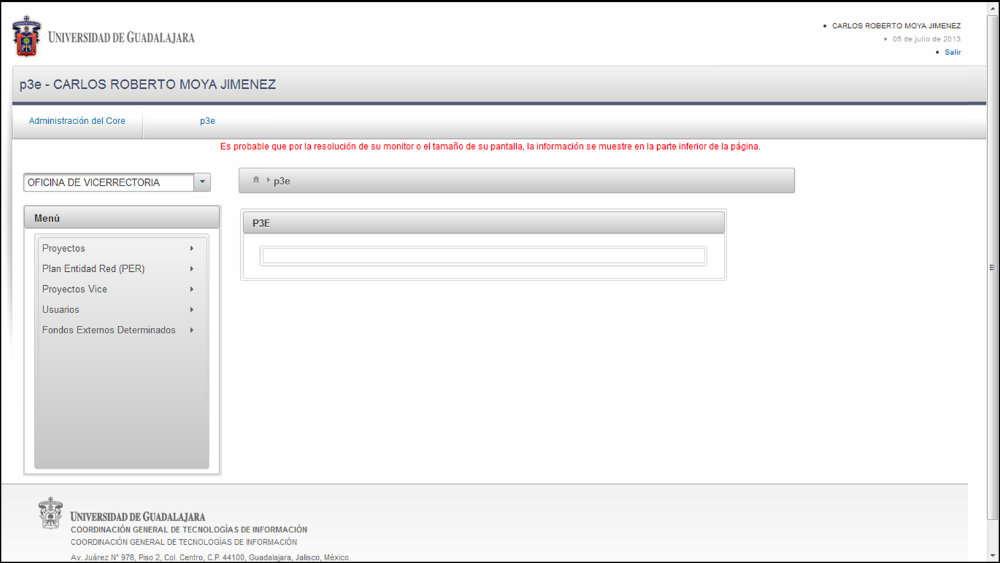 UNIVERSIDAD DE GUADALAJARA
CARLOS ROBERTO MOYA JIMENEZ
05 de julio de 2013
Salir
p3e - CARLOS ROBERTO MOYA JIMENEZ
Administración del Core
p3e
Es probable que por la resolución de su monitor o el tamaño de su pantalla, la información se muestre en la parte inferior de la página.
OFICINA DE VICERRECTORIA
p3e
Menú
P3E
Proyectos
Plan Entidad Red (PER)
Proyectos Vice
Usuarios
Fondos Externos Determinados
UNIVERSIDAD DE GUADALAJARA
COORDINACIÓN GENERAL DE TECNOLOGÍAS DE INFORMACIÓN
COORDINACIÓN GENERAL DE TECNOLOGÍAS DE INFORMACIÓN
Av. Juárez N° 976, Piso 2, Col. Centro, C.P. 44100, Guadalajara, Jalisco, México.